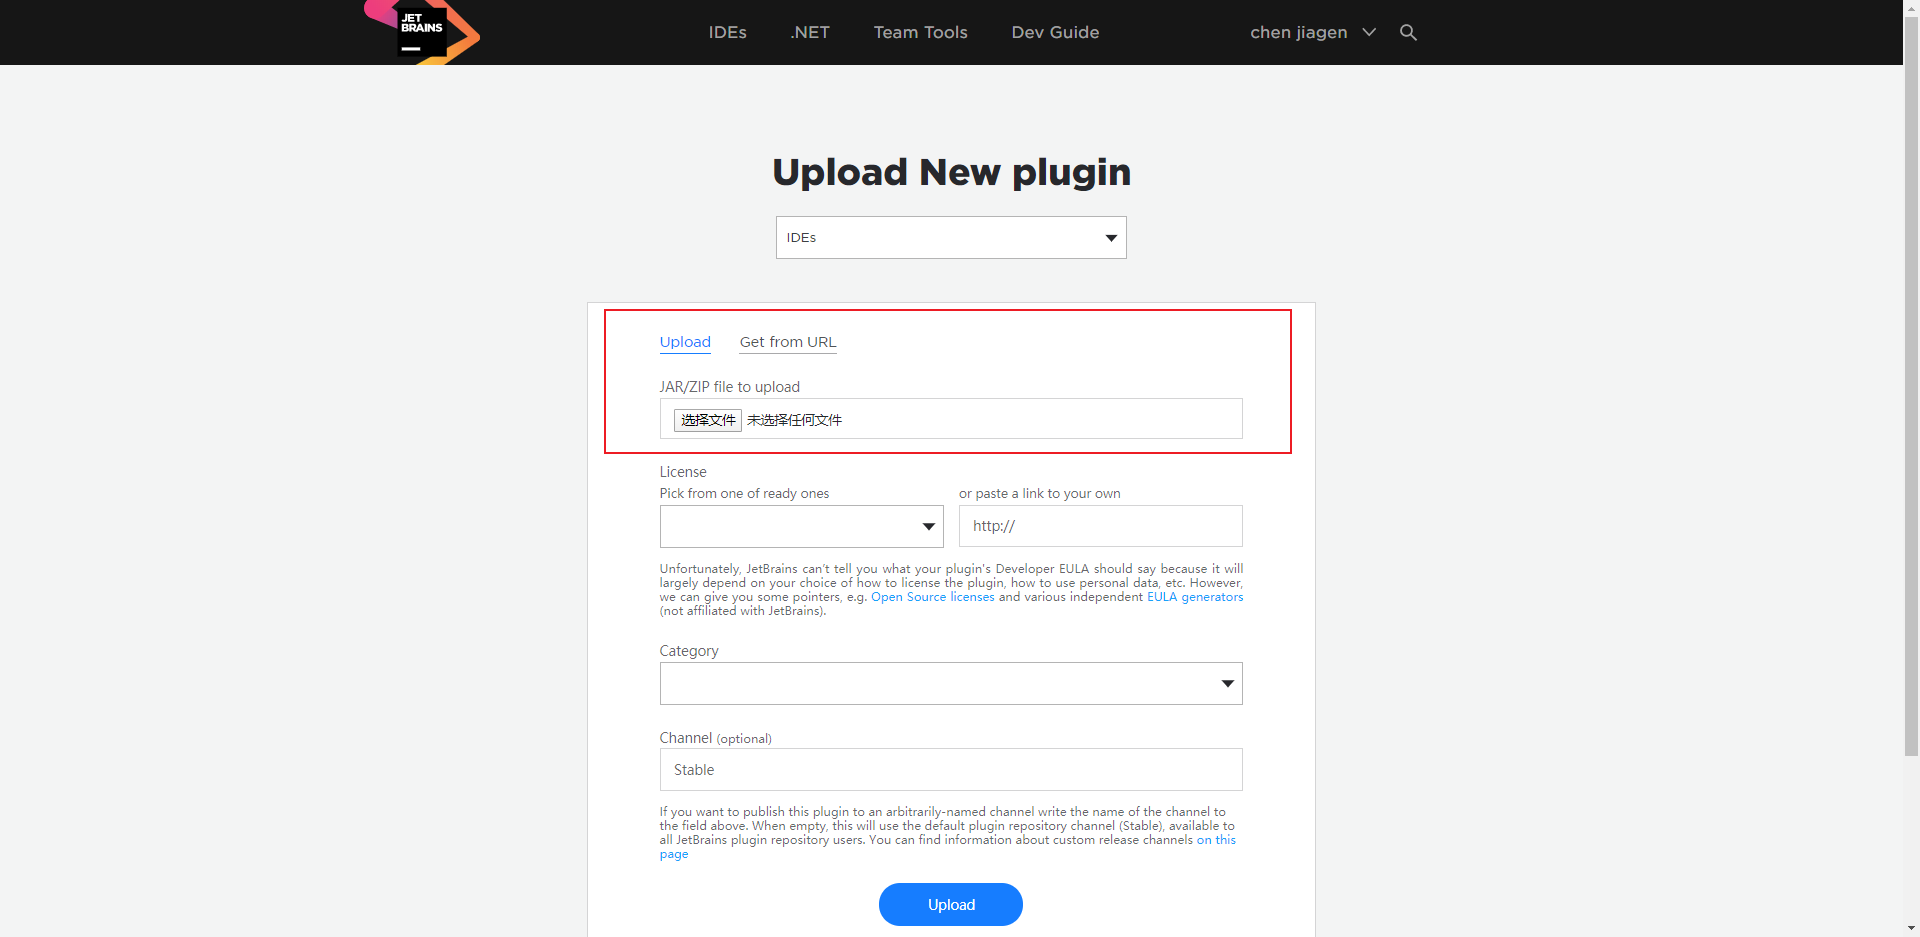 JET
BRAINS
IDEs .NET Team Tools Dev Guide chen jiagen
Upload New plugin
IDEs
Upload Get from URL
JAR/ZIP file to upload
选择文件 未选择任何文件
License
Pick from one of ready ones or paste a link to your own
http://
Unfortunately, JetBrains can't tell you what your plugin's Developer EULA should say because it will
largely depend on your choice of how to license the plugin, how to use personal data, etc. However,
we can give you some pointers, e.g. Open Source licenses and various independent EULA generators
(not affiliated with JetBrains).
Category
Channel (optional)
Stable
If you want to publish this plugin to an arbitrarily-named channel write the name of the channel to
the field above. When empty, this will use the default plugin repository channel (Stable), available to
all JetBrains plugin repository users. You can find information about custom release channels on this
page
Upload